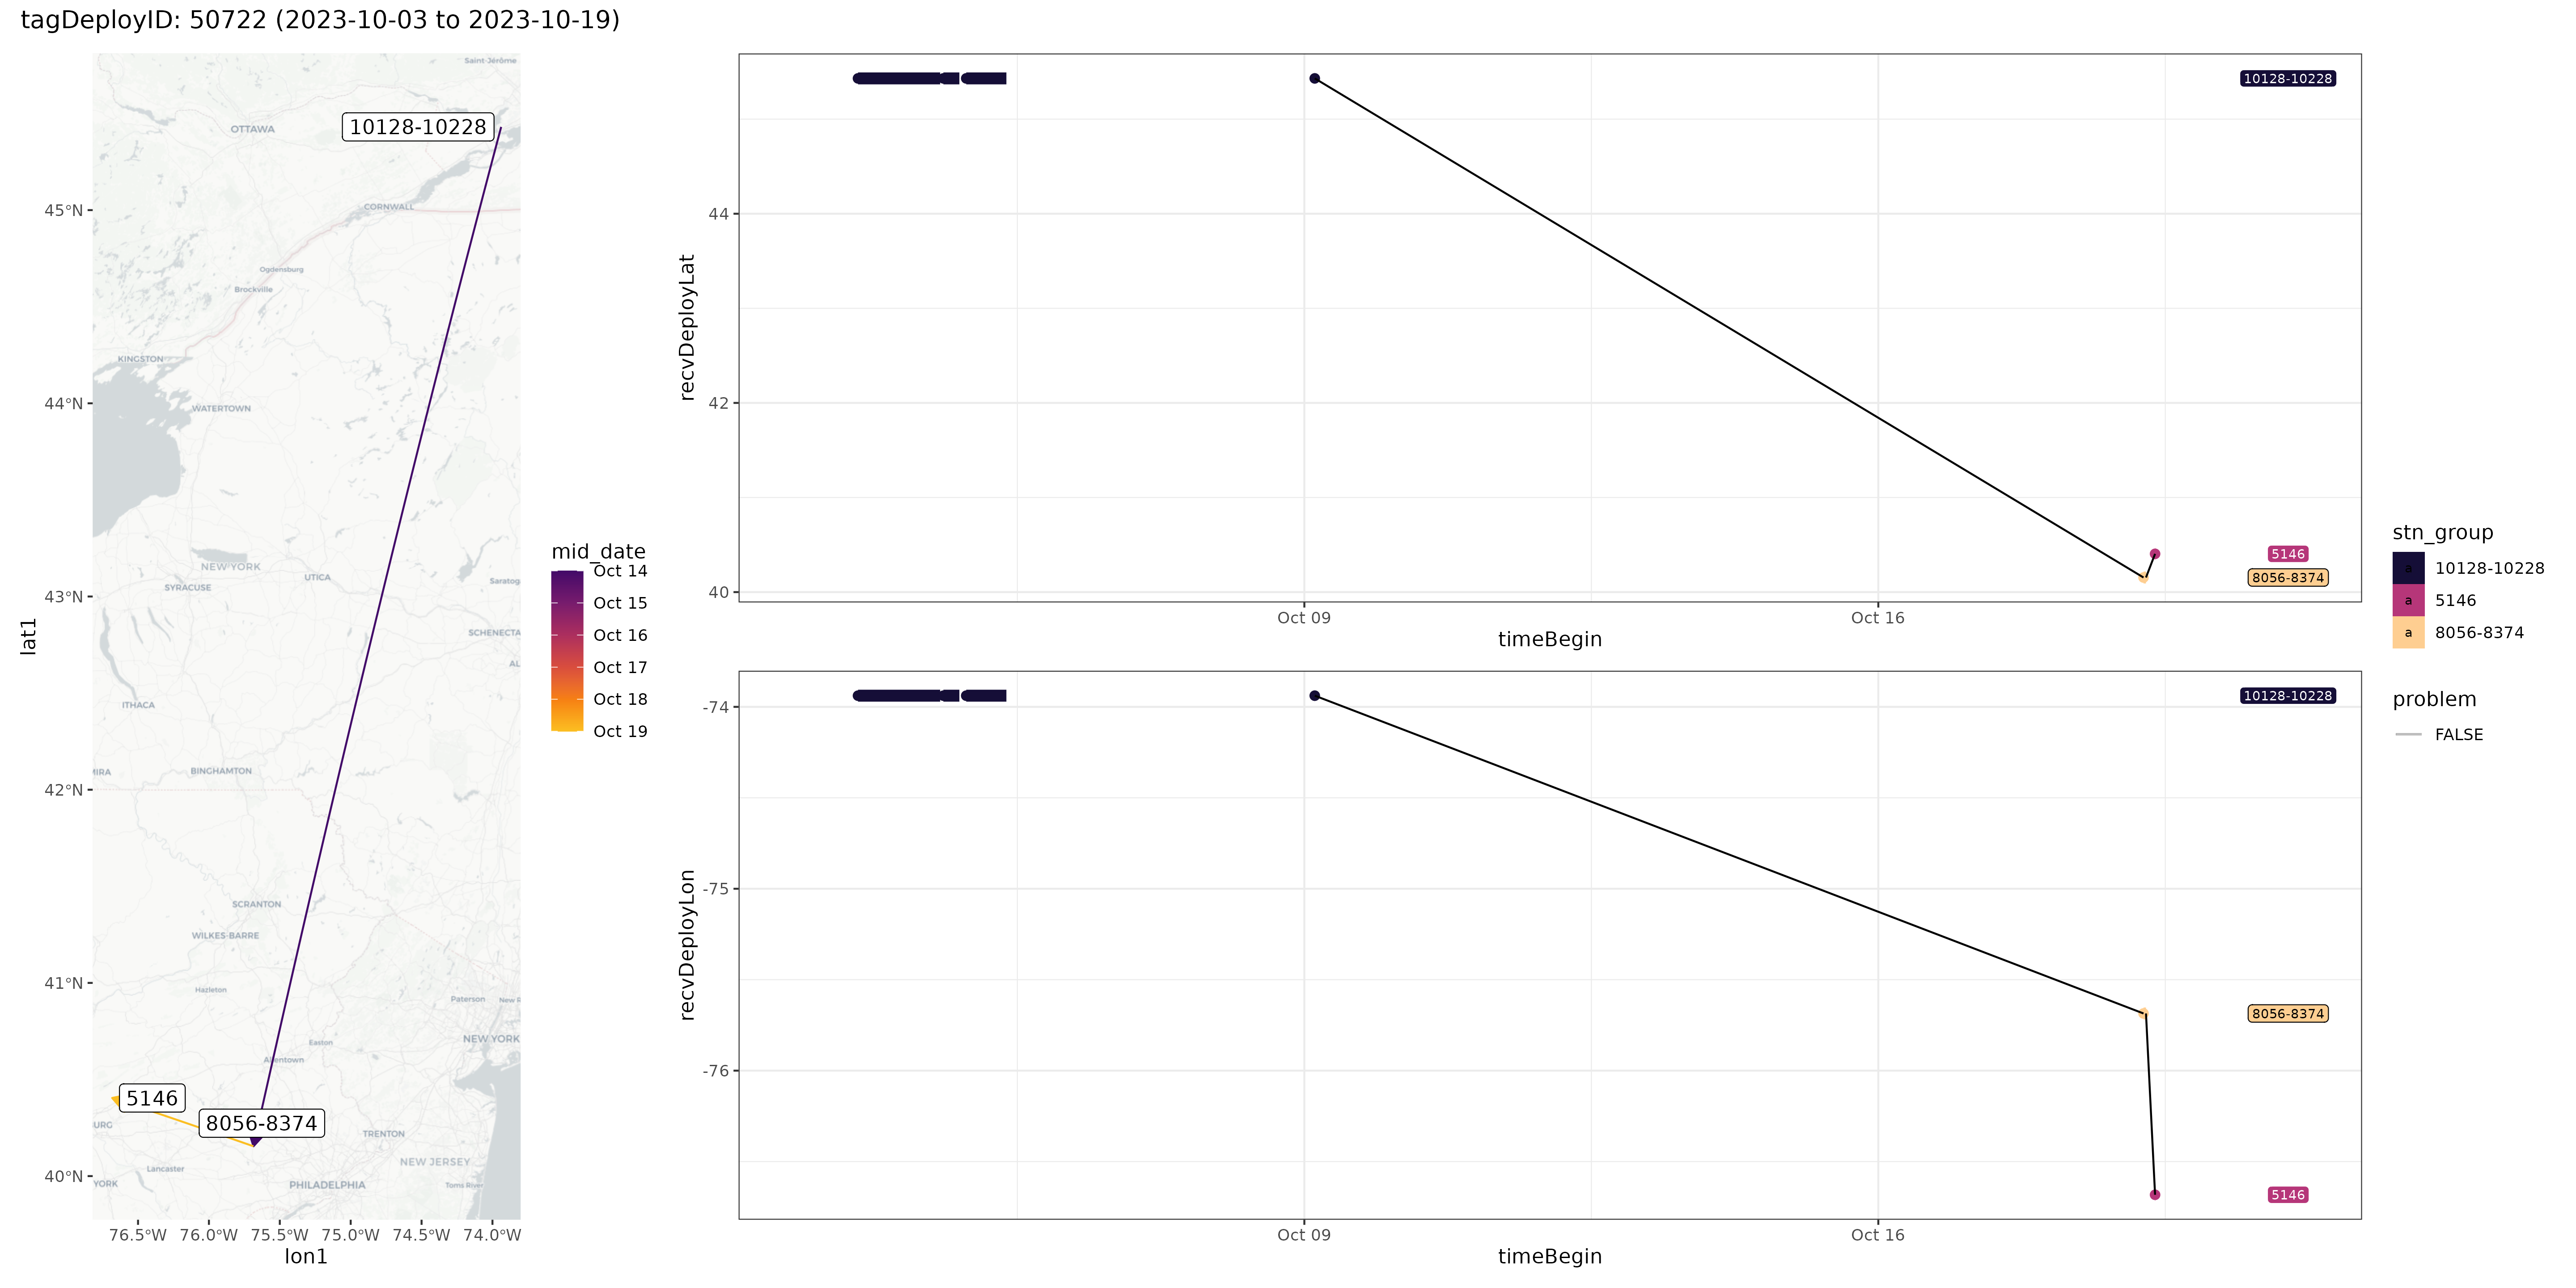 tagDeployID: 50722 (2023-10-03 to 2023-10-19)
Saint-Jérôme
10128-10228
OTTAWA
45°N
CORNWALL
Ogdensburg
Brockville
KINGSTON
44°N
WATERTOWN
NEW YORK
UTICA
SYRACUSE
Saratog
43°N
SCHENECTA
AL
ITHACA
MIRA
BINGHAMTON
42°N
SCRANTON
WILKES-BARRE
41°N
Hazleton
Paterson
New R
NEW YORK
Easton
Allentown
5146
8056-8374
URG
TRENTON
Lancaster
NEW JERSEY
40°N
YORK
PHILADELPHIA
Toms River
76.5°W 76.0°W 75.5°W 75.0°W 74.5°W 74.0°W
lon1
lat1
mid_date
Oct 14
Oct 15
Oct 16
Oct 17
Oct 18
Oct 19
10128-10228
44
42
40
recvDeployLat
5146
8056-8374
Oct 09 Oct 16
timeBegin
10128-10228
-74
-75
-76
recvDeployLon
8056-8374
5146
Oct 09 Oct 16
timeBegin
stn_group
a 10128-10228
a 5146
a 8056-8374
problem
FALSE